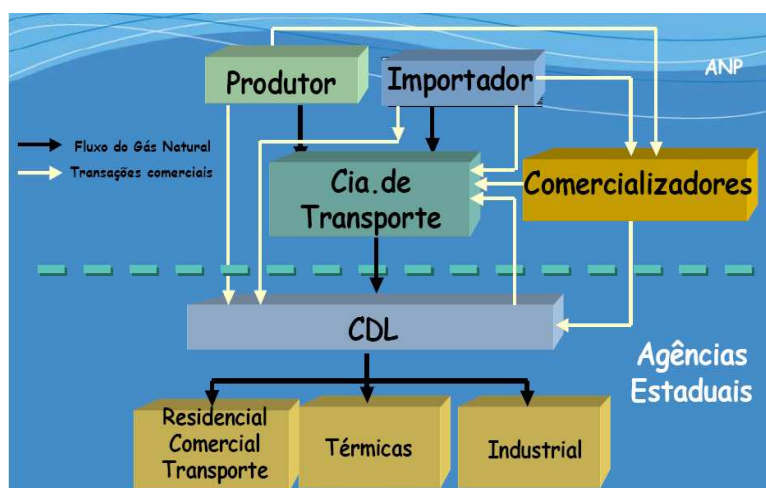 ANP
Produtor
Importador
Fluxo do Gás Natural
Transações comerciais
Cia.de
Transporte
Comercializadores
CDL
Agências
Estaduais
Residencial
Comercial
Transporte
Térmicas
Industrial